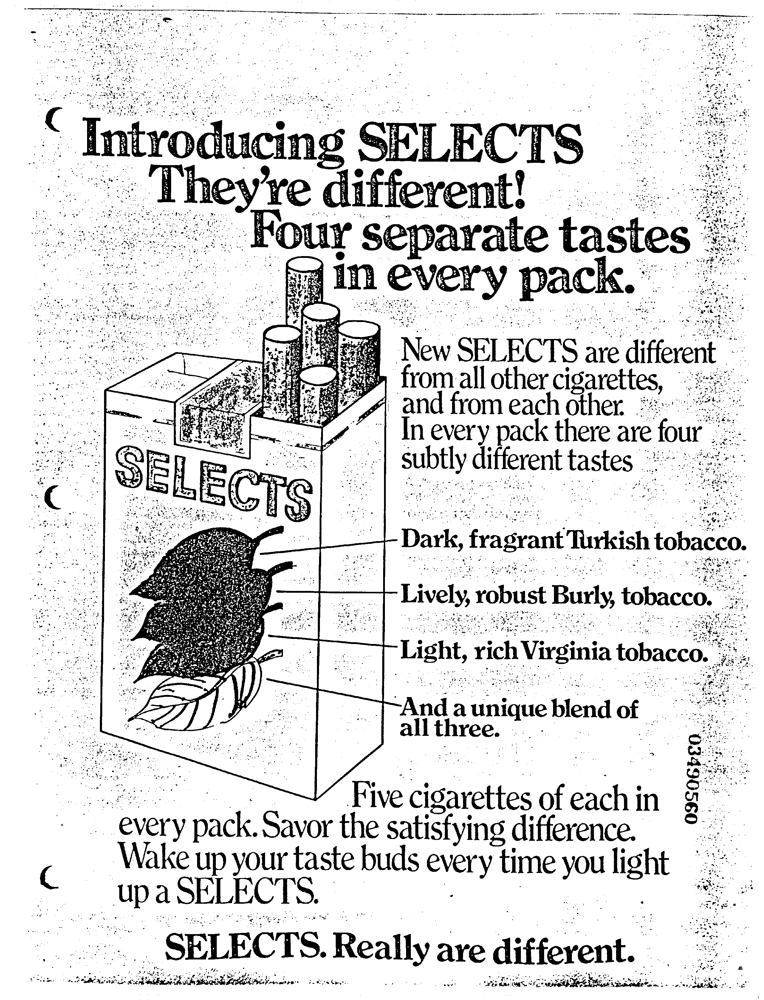 Introducing SELECTS
They're different!
Four separate tastes
in every pack.
New SELECTS are different
from all other cigarettes,
and from each other.
In every pack there are four
subtly different tastes
SELECTS
Dark, fragrant Turkish tobacco.
Lively, robust Burly, tobacco.
Light, rich Virginia tobacco.
And a unique blend of
all three.
03490560
Five cigarettes of each in
every pack. Savor the satisfying difference.
Wake up your taste buds every time you light
up a SELECTS.
SELECTS. Really are different.